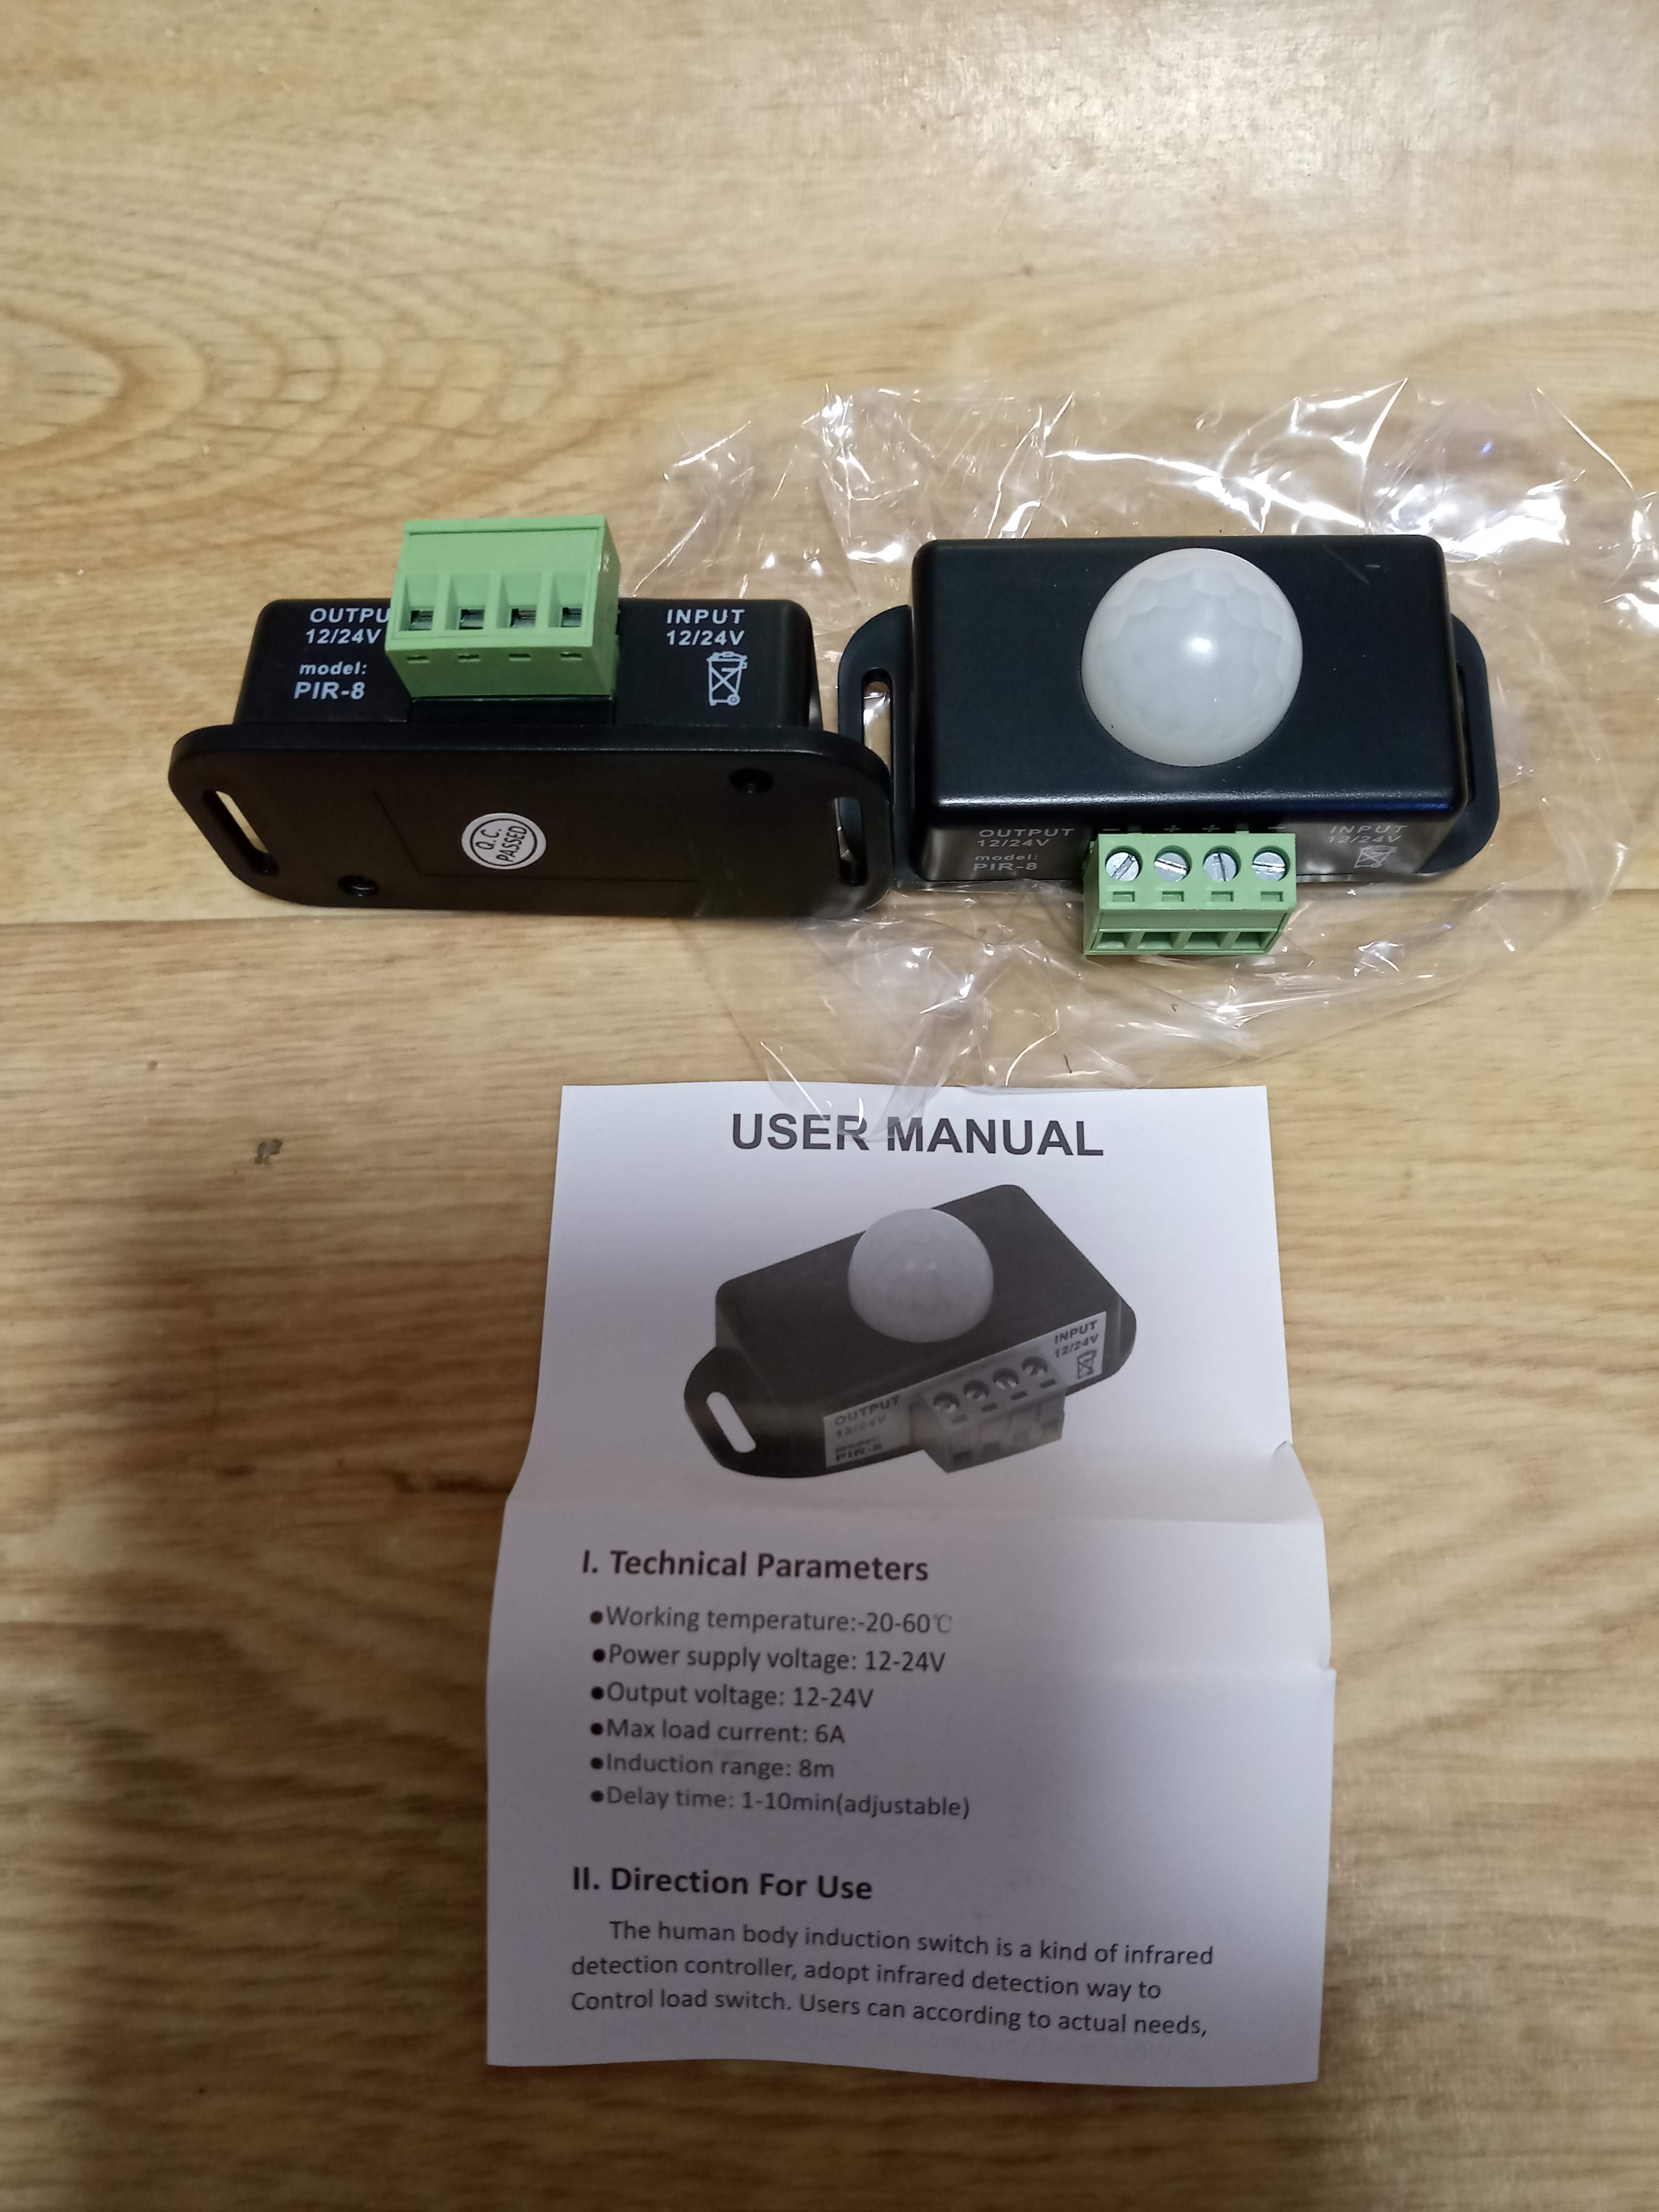 OUTPU
12/24V
model:
PIR-8
INPUT
12/24V
Q.C.
PASSED
OUTPUT
12/24V
model:
PIR-8
- + + -
INPUT
12/24V
USER MANUAL
INPUT
12/24V
OUTPUT
12/24V
model:
PIR-8
I. Technical Parameters
●Working temperature:-20-60℃
●Power supply voltage: 12-24V
●Output voltage: 12-24V
●Max load current: 6A
●Induction range: 8m
●Delay time: 1-10min(adjustable)
II. Direction For Use
The human body induction switch is a kind of infrared
detection controller, adopt infrared detection way to
Control load switch. Users can according to actual needs,